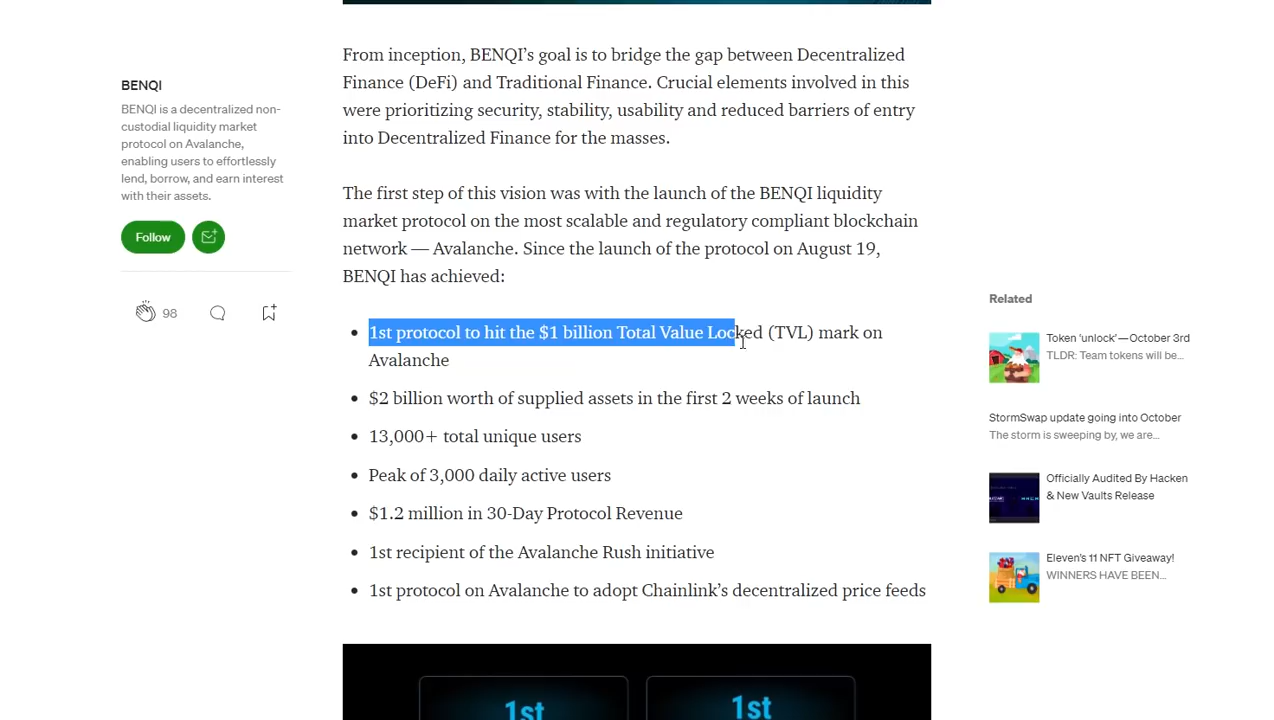 From inception, BENQI’s goal is to bridge the gap between Decentralized
Finance (DeFi) and Traditional Finance. Crucial elements involved in this
were prioritizing security, stability, usability and reduced barriers of entry
into Decentralized Finance for the masses.
The first step of this vision was with the launch of the BENQI liquidity
market protocol on the most scalable and regulatory compliant blockchain
network — Avalanche. Since the launch of the protocol on August 19,
BENQI has achieved:
1st protocol to hit the $1 billion Total Value Locked (TVL) mark on
Avalanche
$2 billion worth of supplied assets in the first 2 weeks of launch
13,000+ total unique users
Peak of 3,000 daily active users
$1.2 million in 30-Day Protocol Revenue
1st recipient of the Avalanche Rush initiative
1st protocol on Avalanche to adopt Chainlink’s decentralized price feeds
1st
1st
BENQI
BENQI is a decentralized non-
custodial liquidity market
protocol on Avalanche,
enabling users to effortlessly
lend, borrow, and earn interest
with their assets.
Follow
98
Related
Token ‘unlock’—October 3rd
TLDR: Team tokens will be…
StormSwap update going into October
The storm is sweeping by, we are…
Officially Audited By Hacken
& New Vaults Release
Eleven’s 11 NFT Giveaway!
WINNERS HAVE BEEN…